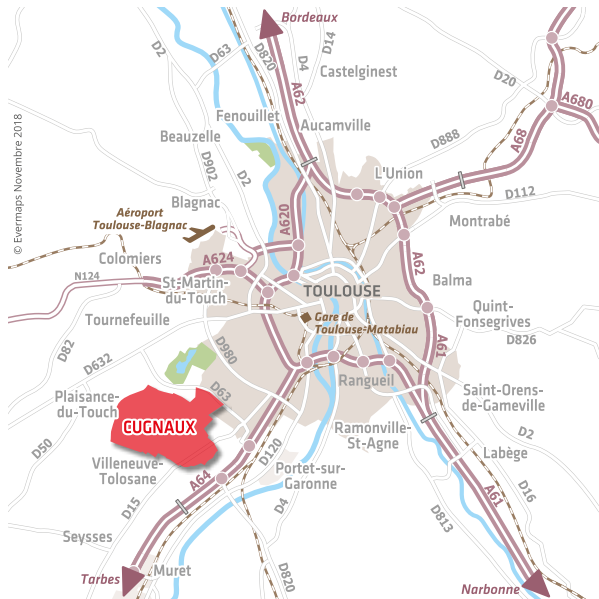 Bordeaux
D2
D63
D820
D4
D14
Castelginest
D20
A62
A680
Fenouillet
Aucamville
Beauzelle
D888
A68
© Evermaps Novembre 2018
D902
D2
L'Union
D112
Blagnac
Aéroport
Toulouse-Blagnac
A620
Montrabé
Colomiers
A624
A62
N124
St-Martin-
du-Touch
TOULOUSE
Balma
Tournefeuille
Gare de
Toulouse-Matabiau
Quint-
Fonsegrives
D826
D82
D632
D980
A61
Rangueil
Plaisance-
du-Touch
D63
Saint-Orens-
de-Gameville
CUGNAUX
Ramonville-
St-Agne
D2
D50
D120
Labège
Villeneuve-
Tolosane
A64
Portet-sur-
Garonne
D16
A61
D15
D4
D813
Seysses
Muret
Tarbes
D820
Narbonne